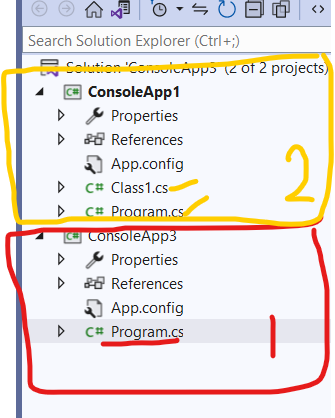 Search Solution Explorer (Ctrl+;)
Solution 'ConsoleApp3' (2 of 2 projects)
C# ConsoleApp1
Properties
References
App.config
C# Class1.cs
C# Program.cs
2
C# ConsoleApp3
Properties
References
App.config
C# Program.cs
1